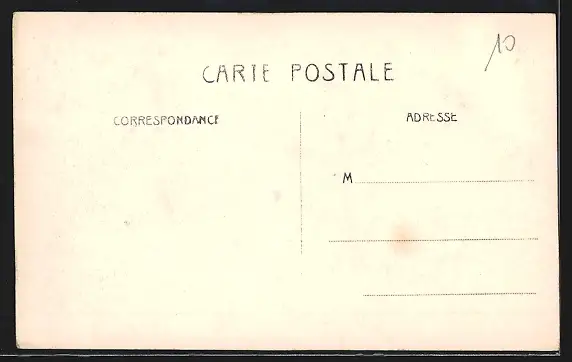 10
CARTE POSTALE
CORRESPONDANCE
ADRESSE
M